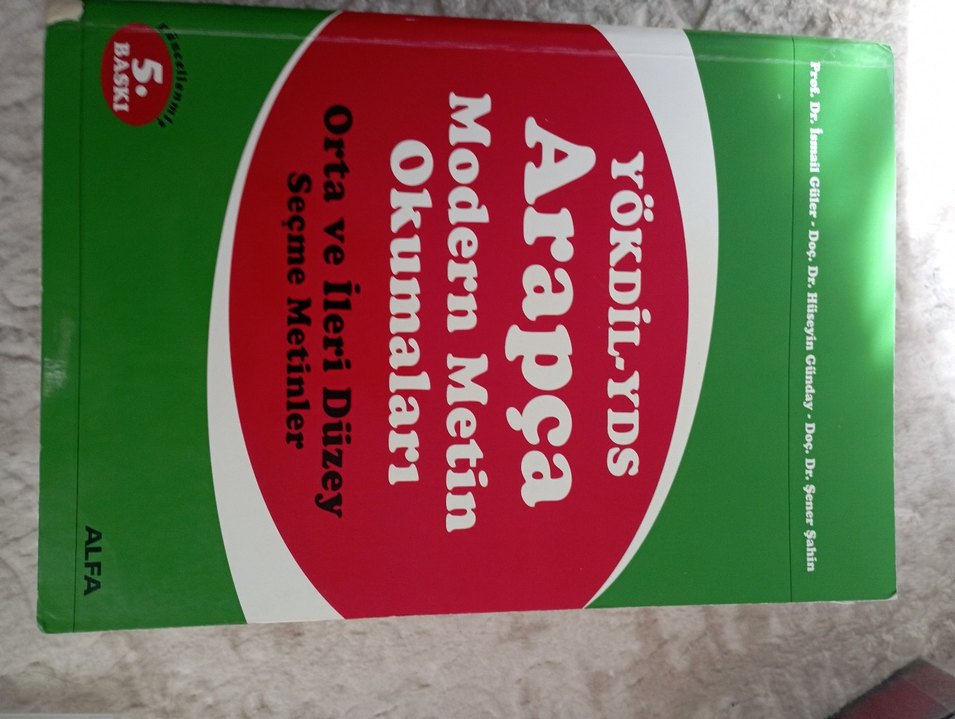 Prof. Dr. İsmail Güler - Doç. Dr. Hüseyin Günday - Doç. Dr. Şener Şahin
YÖKDİL-YDS
Arapça
Modern Metin
Okumaları
Orta ve İleri Düzey
Seçme Metinler
Güncellenmiş
5.
BASKI
ALFA